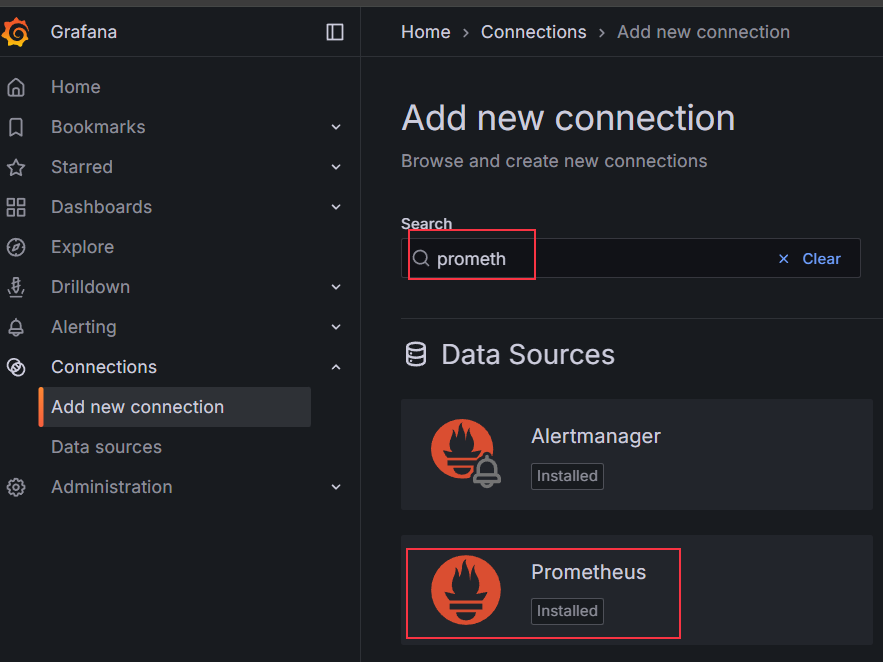 Grafana
Home
Bookmarks
Starred
Dashboards
Explore
Drilldown
Alerting
Connections
Add new connection
Data sources
Administration
Home › Connections › Add new connection
Add new connection
Browse and create new connections
Search
prometh
× Clear
Data Sources
Alertmanager
Installed
Prometheus
Installed